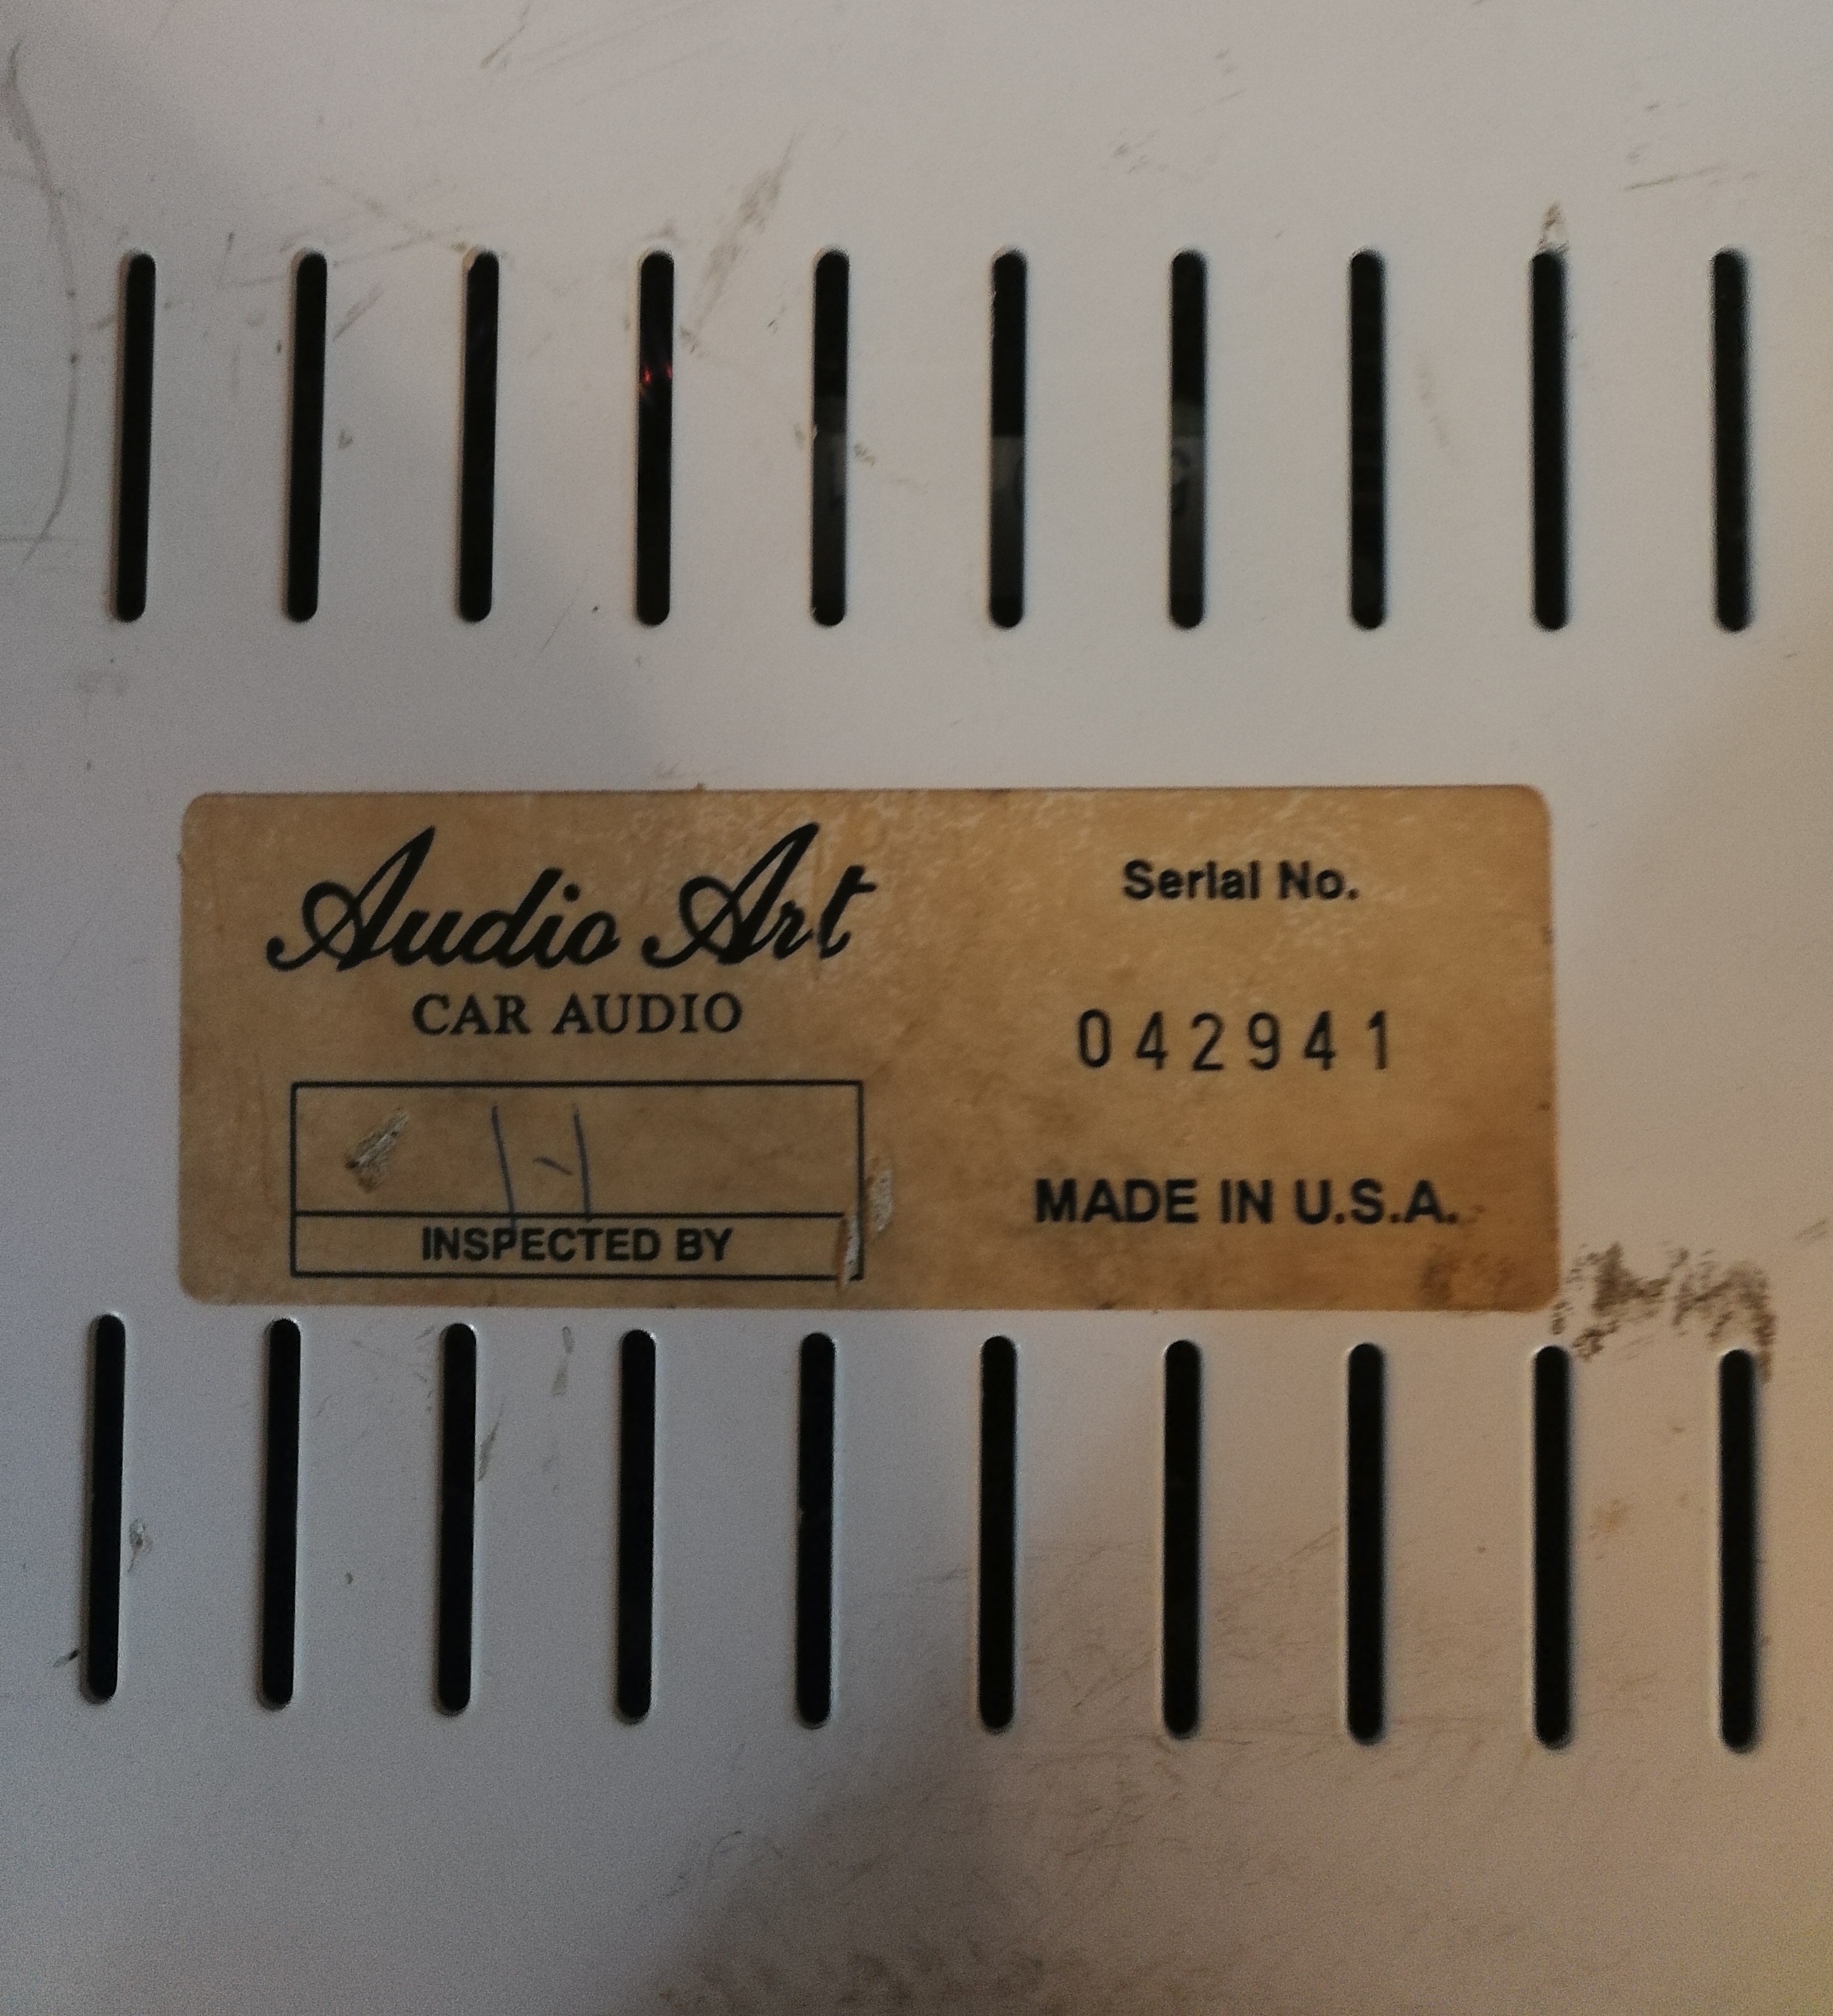 Audio Art
CAR AUDIO
INSPECTED BY
Serial No.
042941
MADE IN U.S.A.